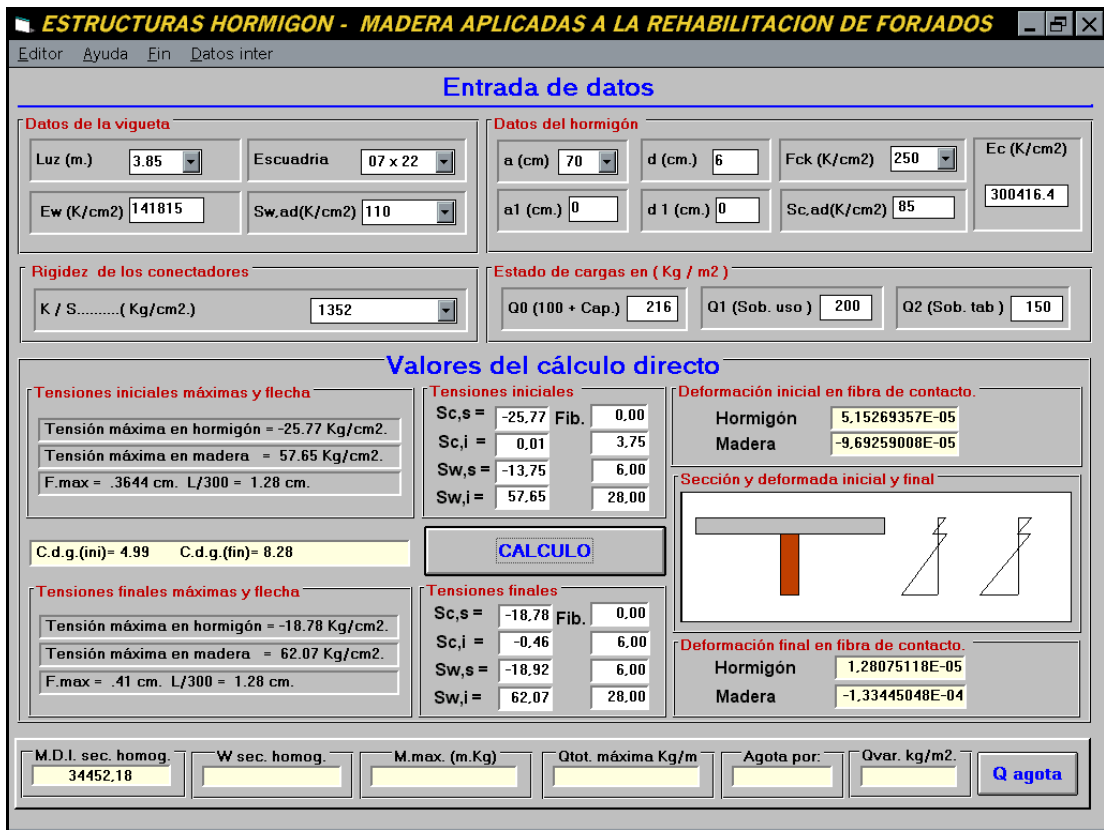 ESTRUCTURAS HORMIGON - MADERA APLICADAS A LA REHABILITACION DE FORJADOS
Editor Ayuda Fin Datos inter
Entrada de datos
Datos de la vigueta
Luz (m.) 3.85 Escuadria 07 x 22
Ew (K/cm2) 141815 Sw,ad(K/cm2) 110
Datos del hormigón
a (cm) 70 d (cm.) 6 Fck (K/cm2) 250 Ec (K/cm2)
a1 (cm.) 0 d 1 (cm.) 0 Sc,ad(K/cm2) 85 300416.4
Rigidez de los conectadores
K / S.........( Kg/cm2.) 1352
Estado de cargas en ( Kg / m2 )
Q0 (100 + Cap.) 216 Q1 (Sob. uso ) 200 Q2 (Sob. tab ) 150
Valores del cálculo directo
Tensiones iniciales máximas y flecha
Tensión máxima en hormigón = -25.77 Kg/cm2.
Tensión máxima en madera = 57.65 Kg/cm2.
F.max = .3644 cm. L/300 = 1.28 cm.
Tensiones iniciales
Sc,s = -25,77 Fib. 0,00
Sc,i = 0,01 3,75
Sw,s = -13,75 6,00
Sw,i = 57,65 28,00
Deformación inicial en fibra de contacto.
Hormigón 5,15269357E-05
Madera -9,69259008E-05
Sección y deformada inicial y final
C.d.g.(ini)= 4.99 C.d.g.(fin)= 8.28
CALCULO
Tensiones finales máximas y flecha
Tensión máxima en hormigón = -18.78 Kg/cm2.
Tensión máxima en madera = 62.07 Kg/cm2.
F.max = .41 cm. L/300 = 1.28 cm.
Tensiones finales
Sc,s = -18,78 Fib. 0,00
Sc,i = -0,46 6,00
Sw,s = -18,92 6,00
Sw,i = 62,07 28,00
Deformación final en fibra de contacto.
Hormigón 1,28075118E-05
Madera -1,33445048E-04
M.D.I. sec. homog. W sec. homog. M.max. (m.Kg) Qtot. máxima Kg/m Agota por: Qvar. kg/m2.
34452,18 Q agota